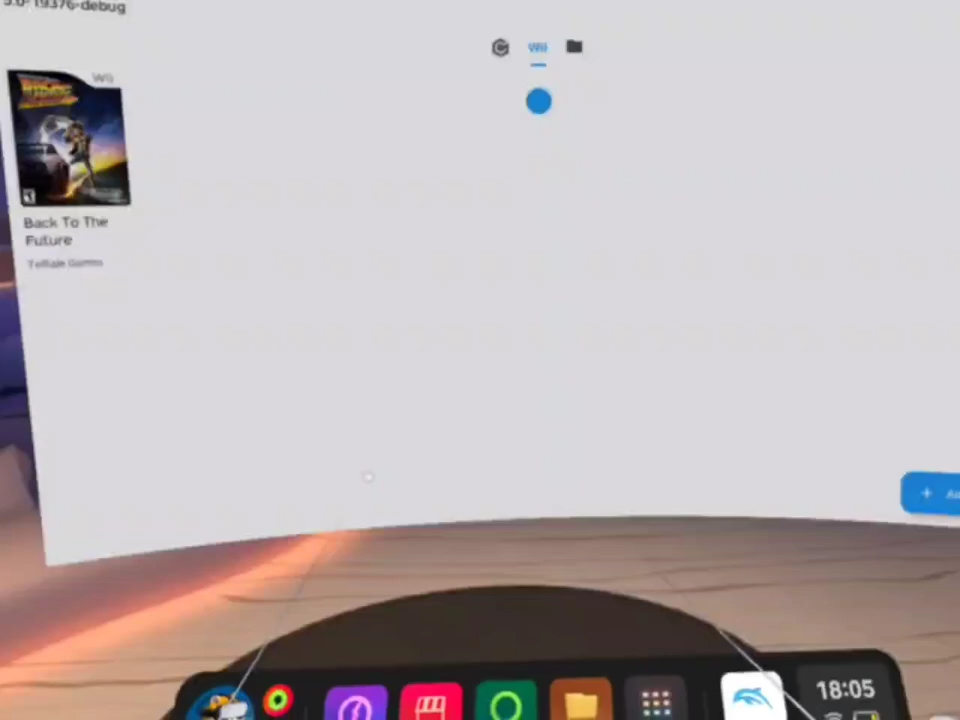 5.0-19376-debug
Wii
Wii
Back To The
Future
Telltale Games
18:05